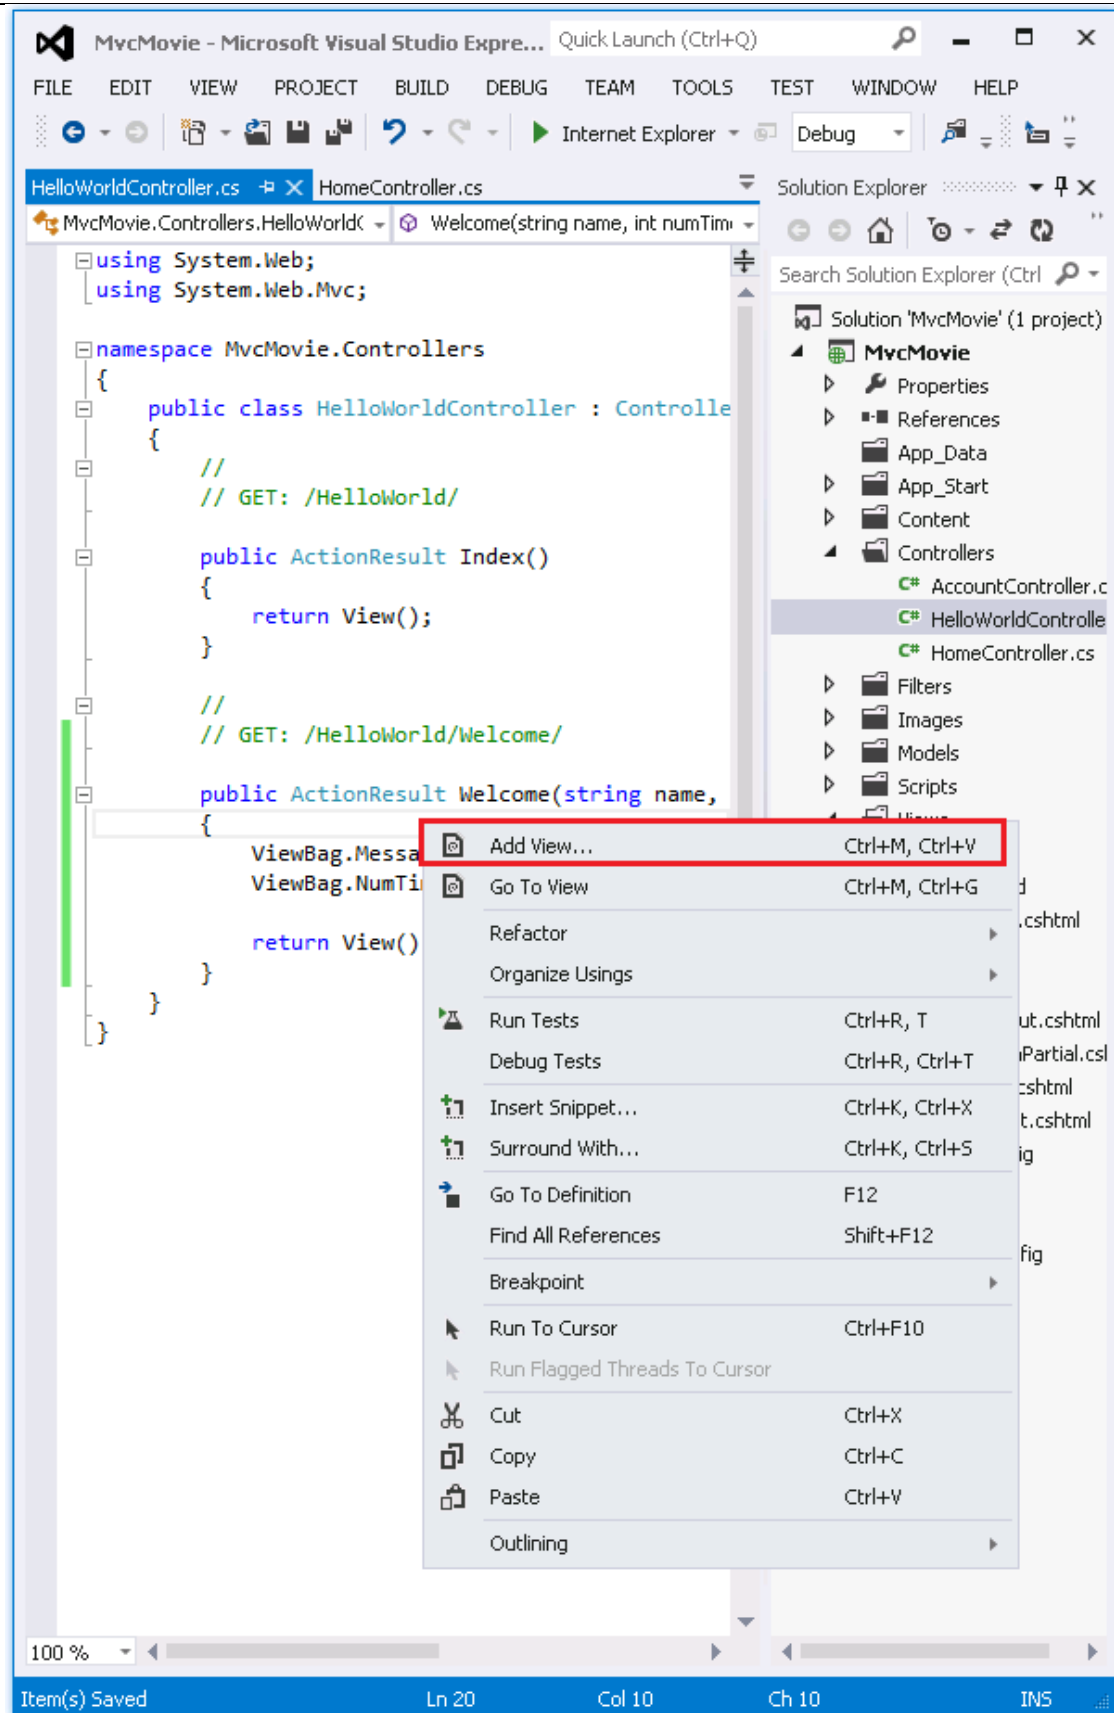 MvcMovie - Microsoft Visual Studio Expre... Quick Launch (Ctrl+Q)
FILE EDIT VIEW PROJECT BUILD DEBUG TEAM TOOLS TEST WINDOW HELP
Internet Explorer Debug
HelloWorldController.cs HomeController.cs
MvcMovie.Controllers.HelloWorldC Welcome(string name, int numTim
using System.Web;
using System.Web.Mvc;
namespace MvcMovie.Controllers
{
public class HelloWorldController : Controlle
{
//
// GET: /HelloWorld/
public ActionResult Index()
{
return View();
}
//
// GET: /HelloWorld/Welcome/
public ActionResult Welcome(string name,
{
ViewBag.Messa
ViewBag.NumTi
return View()
}
}
}
Add View... Ctrl+M, Ctrl+V
Go To View Ctrl+M, Ctrl+G
Refactor
Organize Usings
Run Tests Ctrl+R, T
Debug Tests Ctrl+R, Ctrl+T
Insert Snippet... Ctrl+K, Ctrl+X
Surround With... Ctrl+K, Ctrl+S
Go To Definition F12
Find All References Shift+F12
Breakpoint
Run To Cursor Ctrl+F10
Run Flagged Threads To Cursor
Cut Ctrl+X
Copy Ctrl+C
Paste Ctrl+V
Outlining
Solution Explorer
Search Solution Explorer (Ctrl
Solution 'MvcMovie' (1 project)
MvcMovie
Properties
References
App_Data
App_Start
Content
Controllers
C# AccountController.c
C# HelloWorldControlle
C# HomeController.cs
Filters
Images
Models
Scripts
.cshtml
ut.cshtml
Partial.csl
cshtml
t.cshtml
ig
fig
100 %
Item(s) Saved Ln 20 Col 10 Ch 10 INS